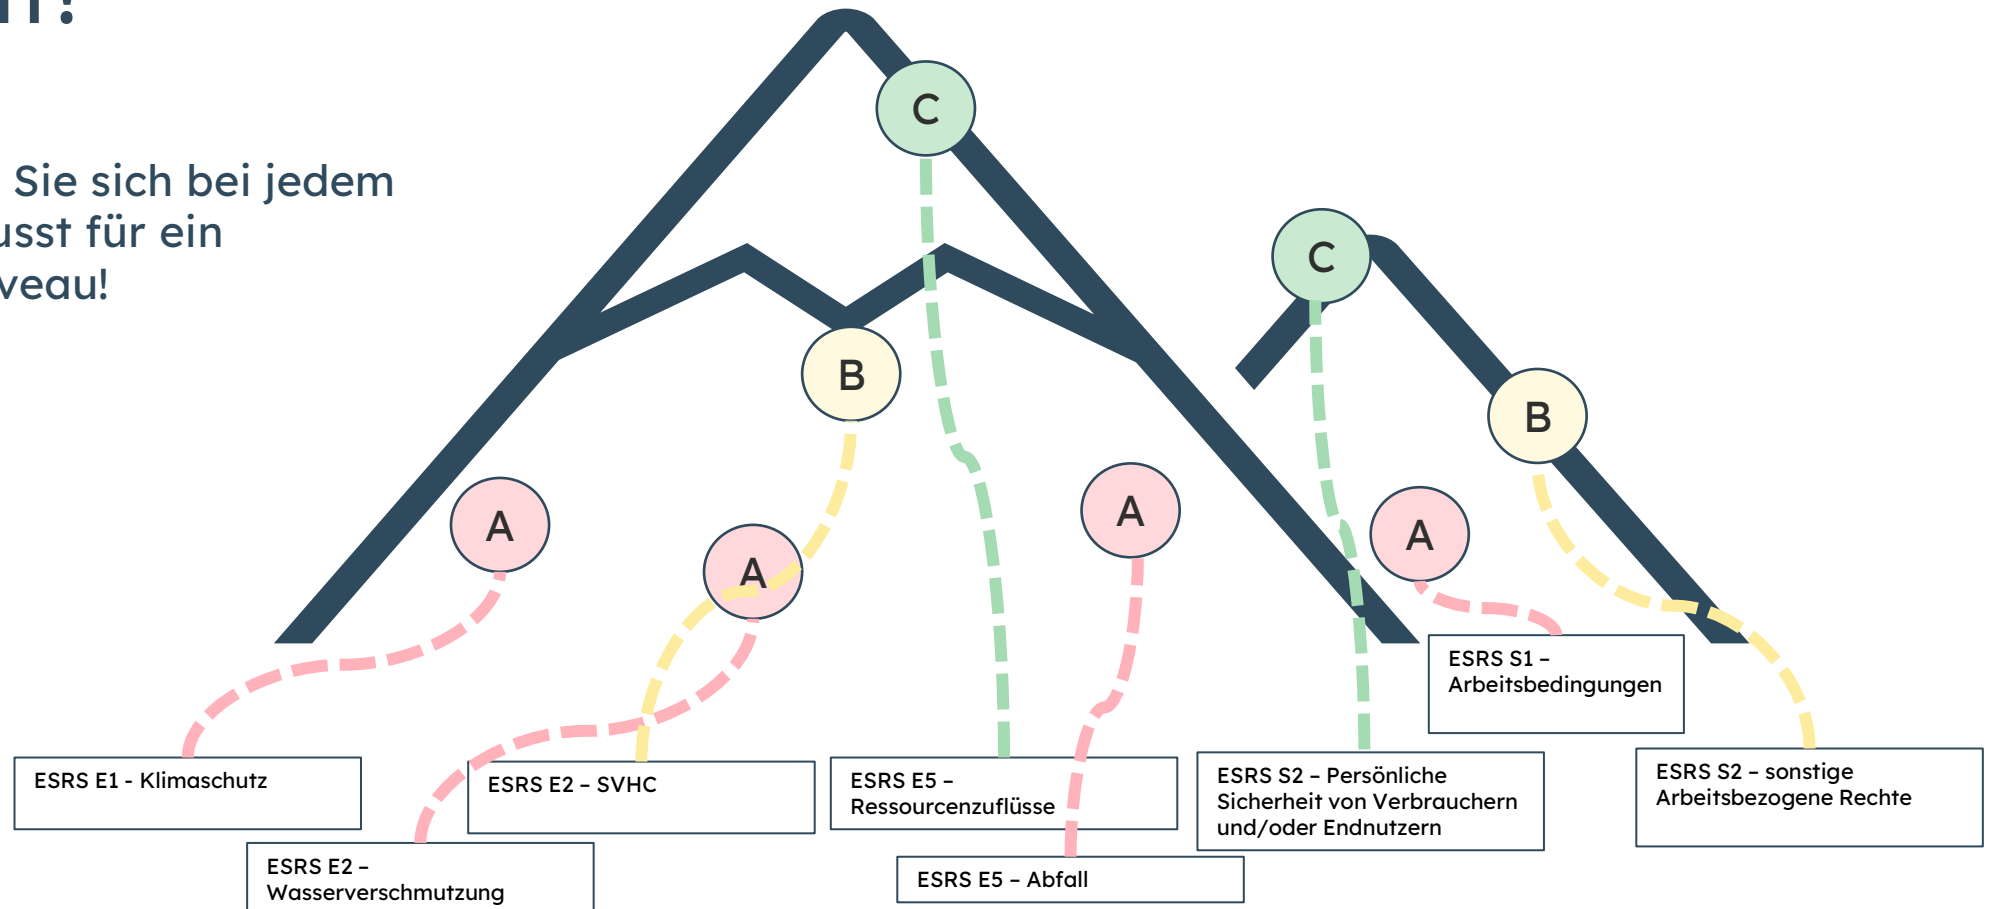 Sie sich bei jedem
für ein
C
C
B
B
A
A
A
A
ESRS S1 –
Arbeitsbedingungen
ESRS E1 - Klimaschutz
ESRS E2 – SVHC
ESRS E5 –
Ressourcenzuflüsse
ESRS S2 – Persönliche
Sicherheit von Verbrauchern
und/oder Endnutzern
ESRS S2 – sonstige
Arbeitsbezogene Rechte
ESRS E2 –
Wasserverschmutzung
ESRS E5 – Abfall